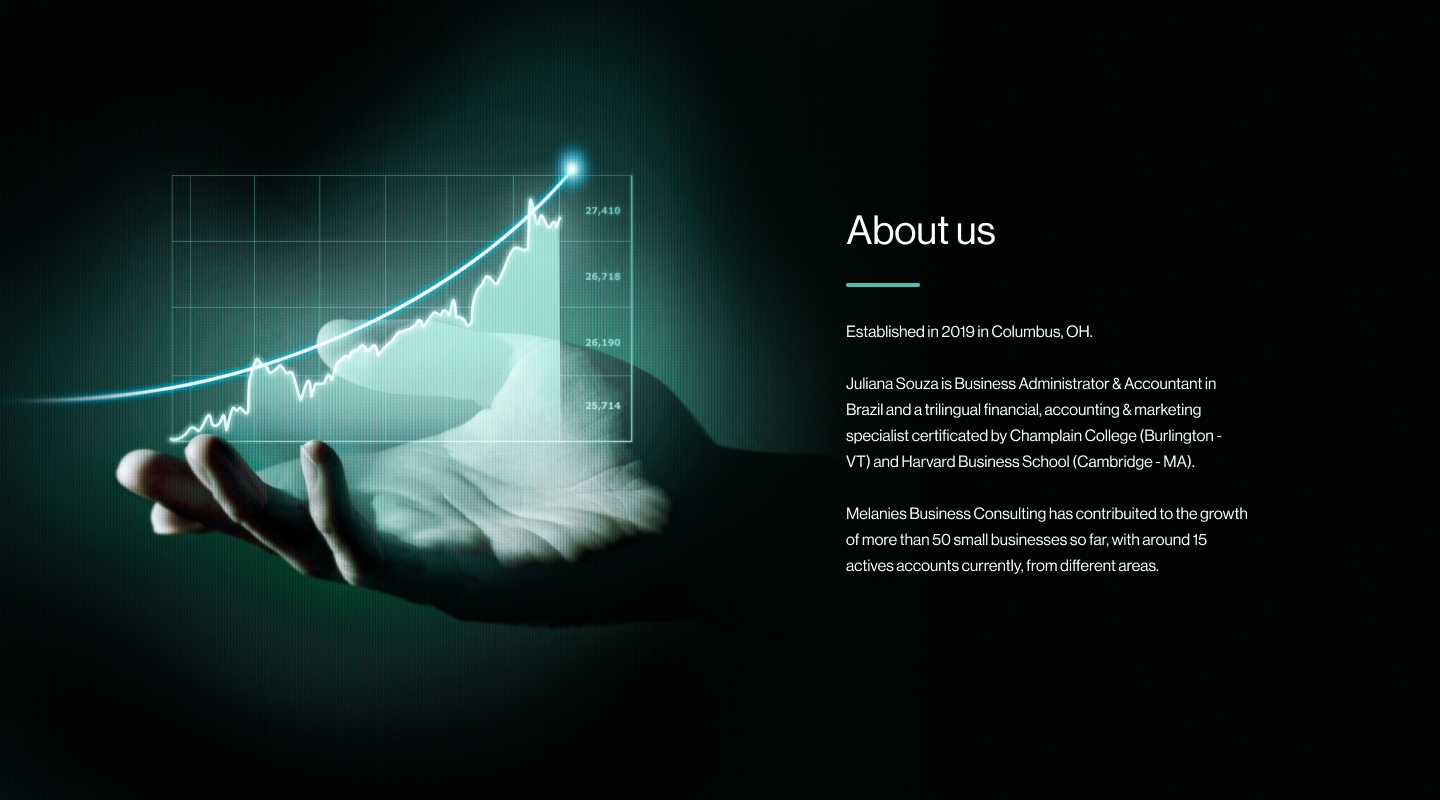 27,410
26,718
26,190
25,714
About us
Established in 2019 in Columbus, OH.
Juliana Souza is Business Administrator & Accountant in
Brazil and a trilingual financial, accounting & marketing
specialist certificated by Champlain College (Burlington -
VT) and Harvard Business School (Cambridge - MA).
Melanies Business Consulting has contribuited to the growth
of more than 50 small businesses so far, with around 15
actives accounts currently, from different areas.